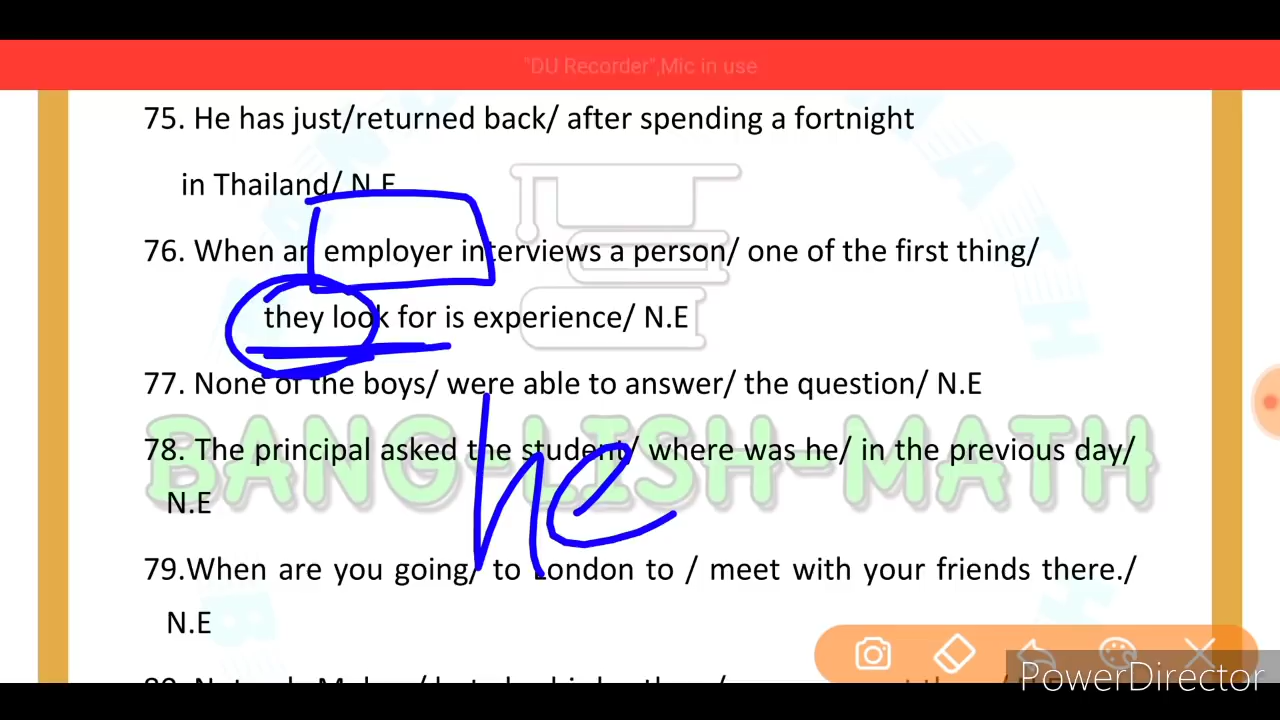 "DU Recorder",Mic in use
75. He has just/returned back/ after spending a fortnight
in Thailand/ N.E
76. When an employer interviews a person/ one of the first thing/
they look for is experience/ N.E
77. None of the boys/ were able to answer/ the question/ N.E
he
78. The principal asked the student/ where was he/ in the previous day/
N.E
BANG-LISH-MATH
79.When are you going/ to London to / meet with your friends there./
N.E
PowerDirector